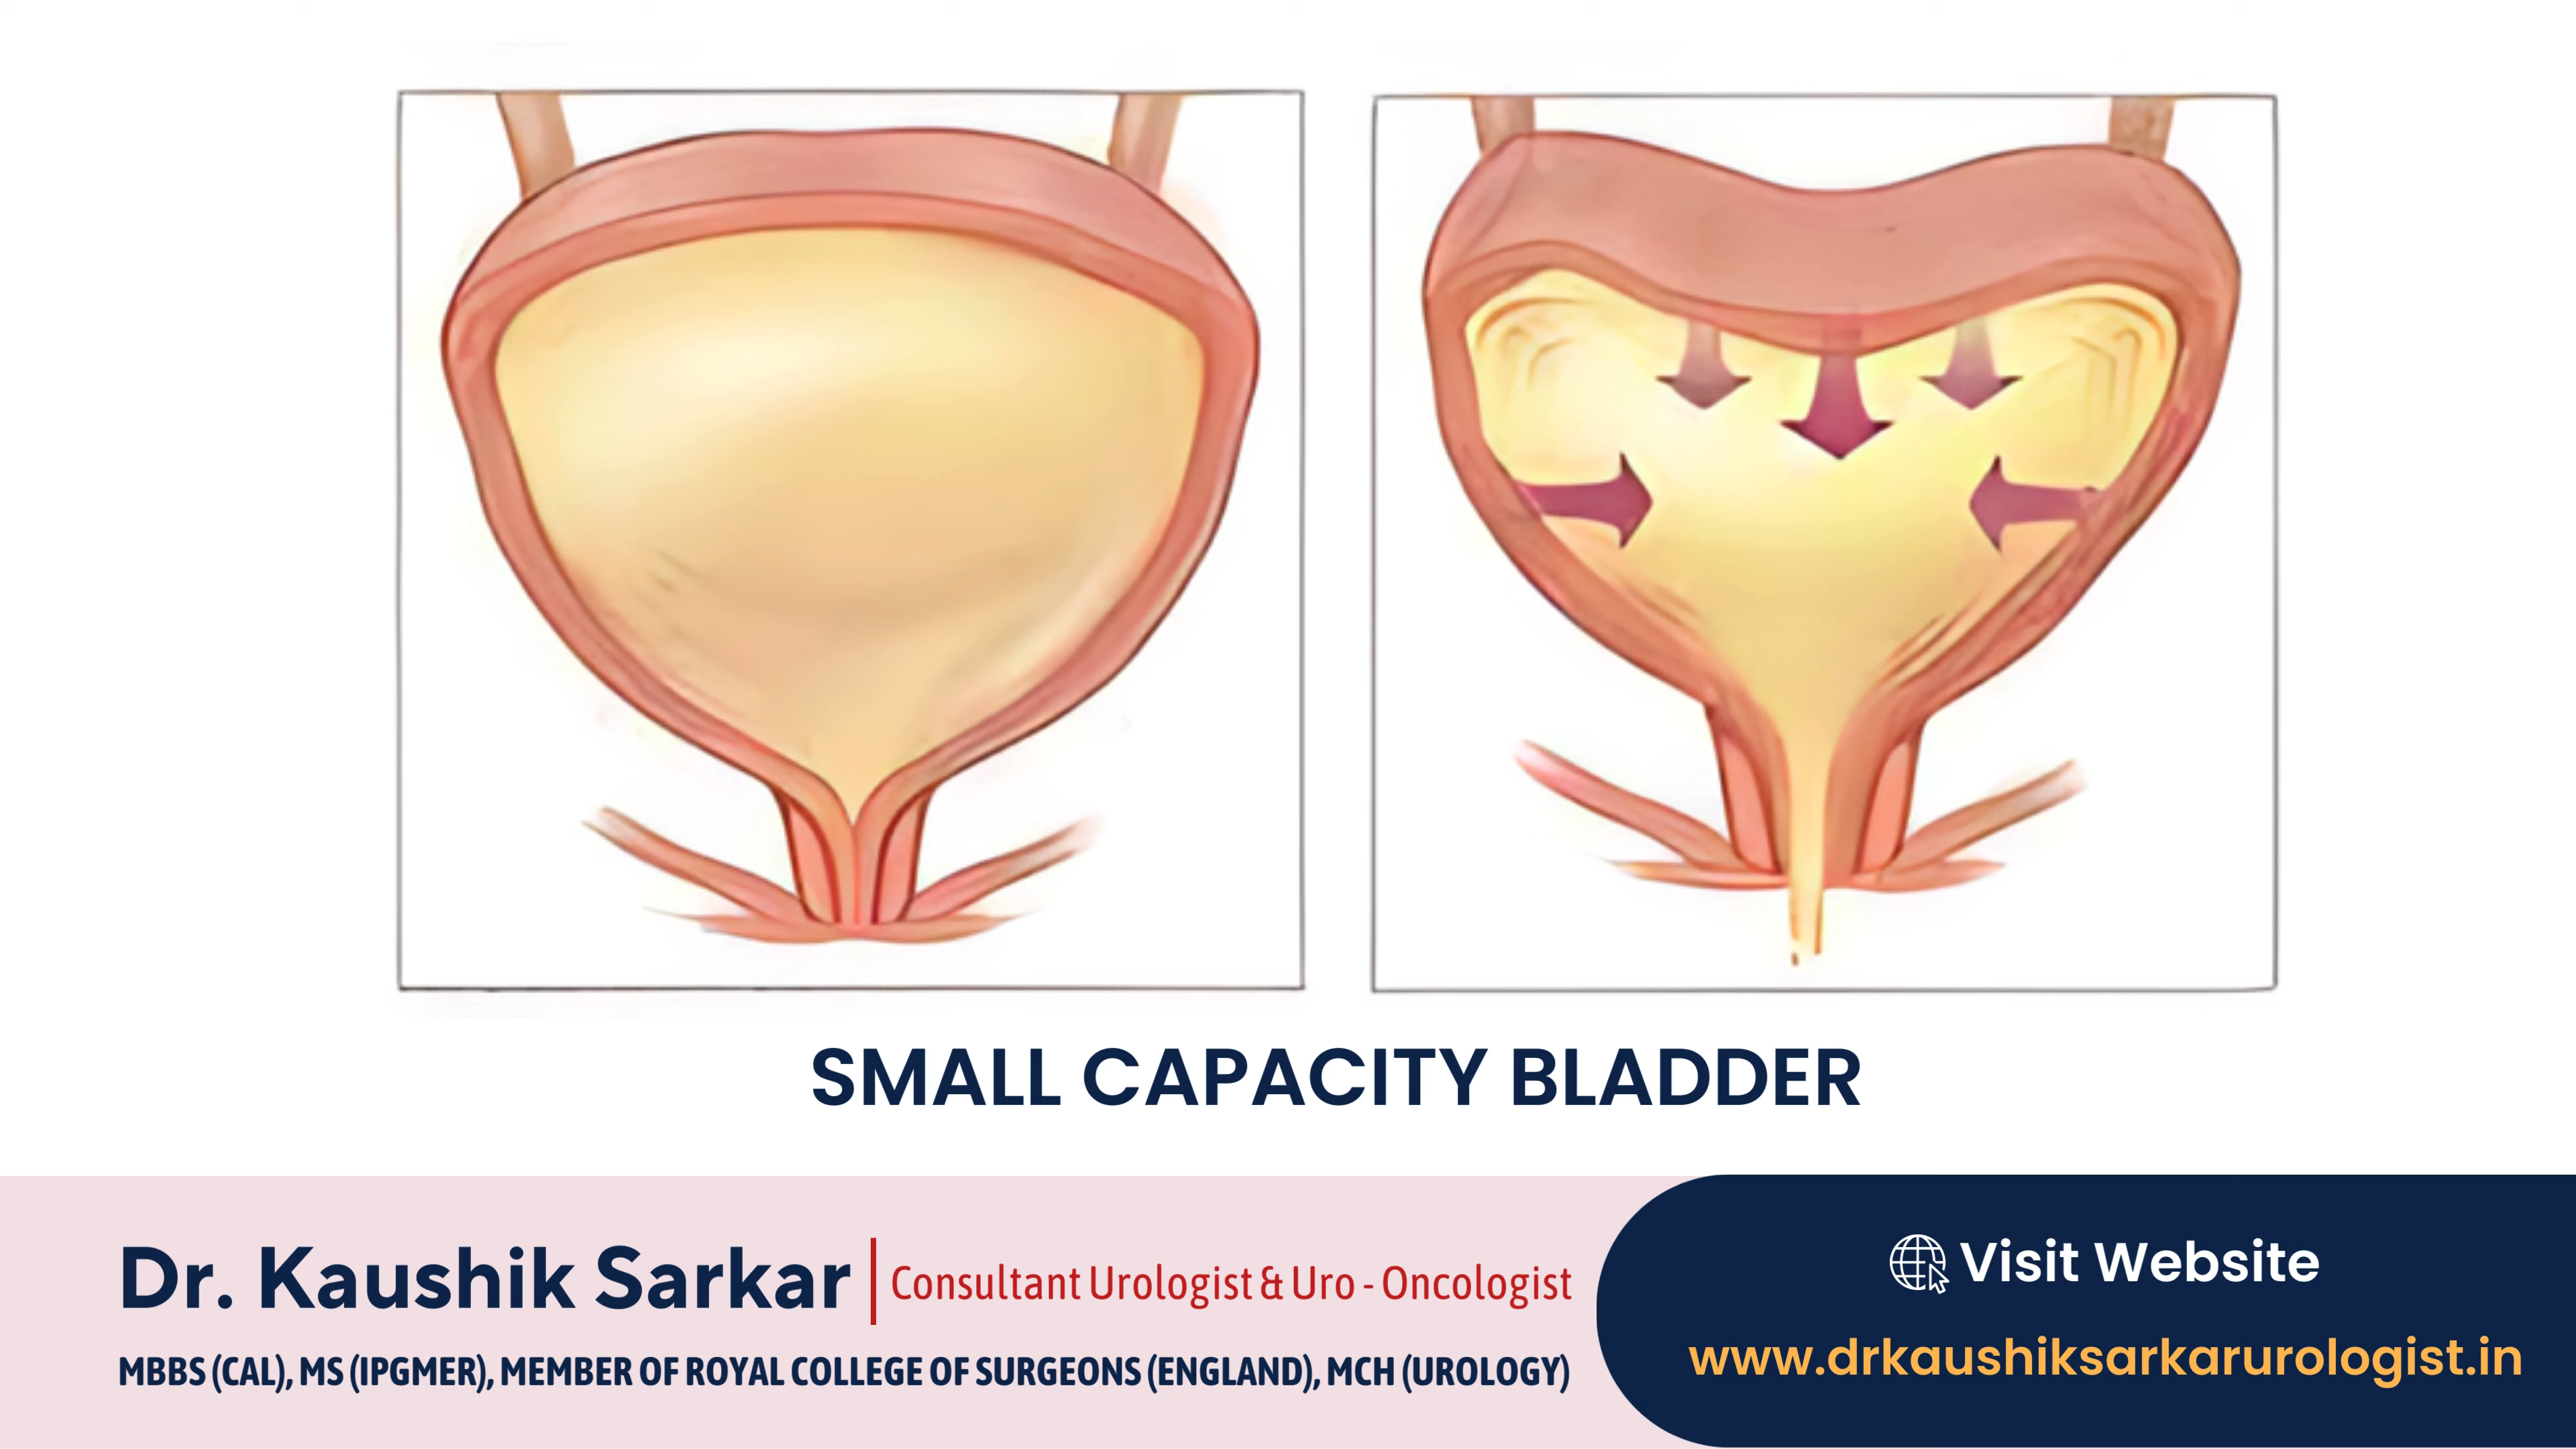 SMALL CAPACITY BLADDER
Dr. Kaushik Sarkar
Consultant Urologist & Uro - Oncologist
MBBS (CAL), MS (IPGMER), MEMBER OF ROYAL COLLEGE OF SURGEONS (ENGLAND), MCH (UROLOGY)
Visit Website
www.drkaushiksarkarurologist.in